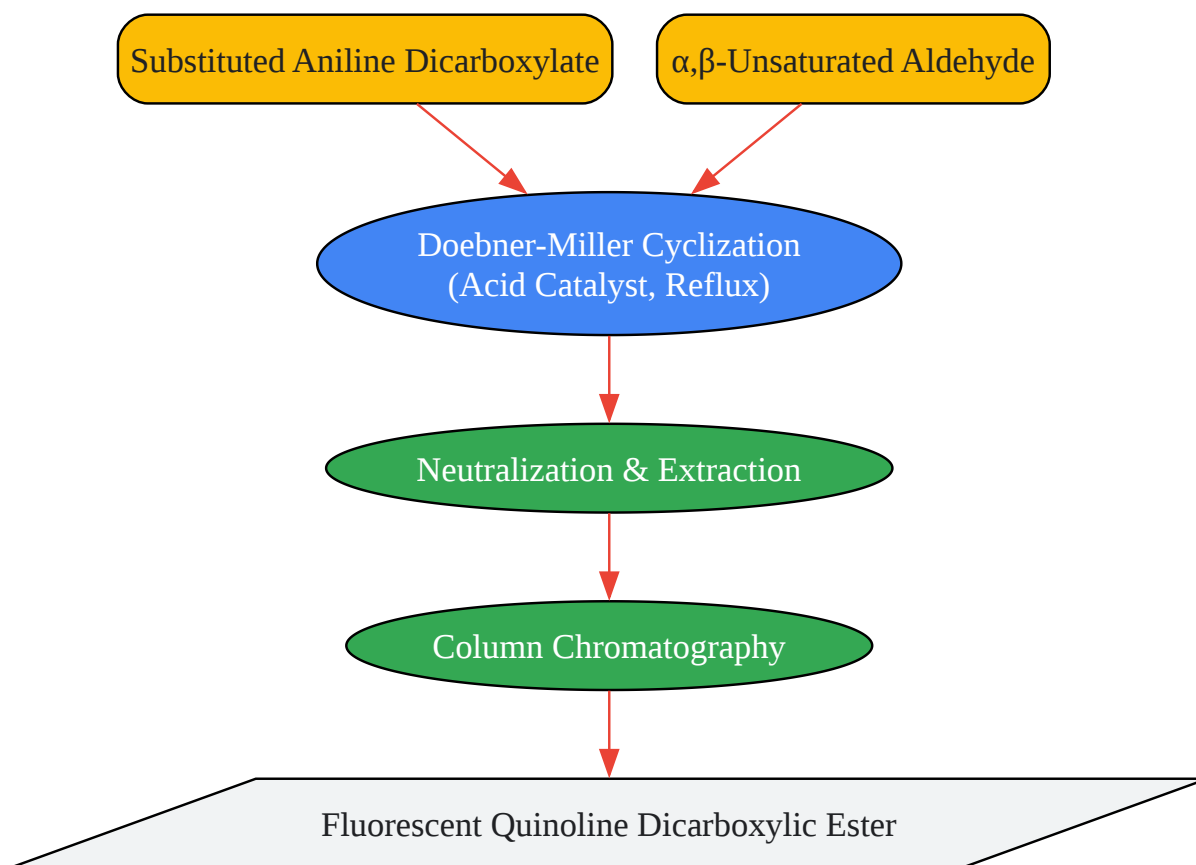 Substituted Aniline Dicarboxylate
α,β-Unsaturated Aldehyde
Doebner-Miller Cyclization
(Acid Catalyst, Reflux)
Neutralization & Extraction
Column Chromatography
Fluorescent Quinoline Dicarboxylic Ester